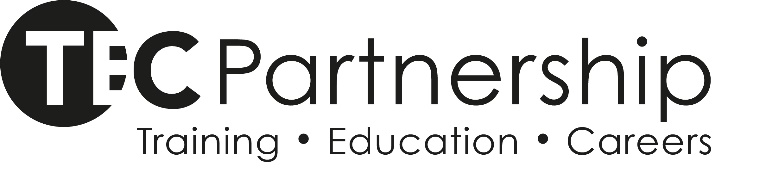 TEC Partnership
Training • Education • Careers